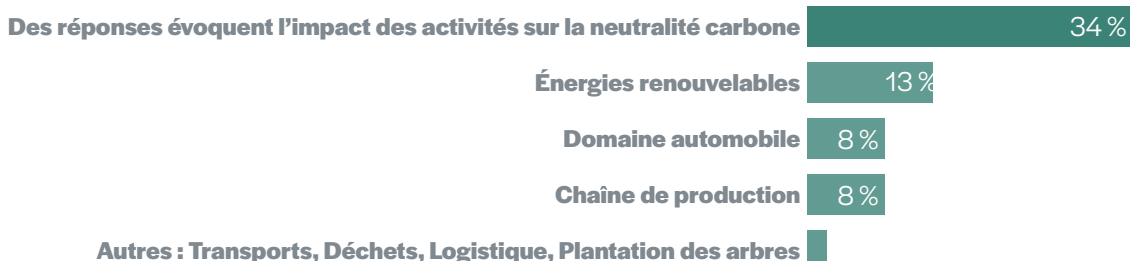 Des réponses évoquent l’impact des activités sur la neutralité carbone 34 %
Énergies renouvelables 13 %
Domaine automobile 8 %
Chaîne de production 8 %
Autres : Transports, Déchets, Logistique, Plantation des arbres